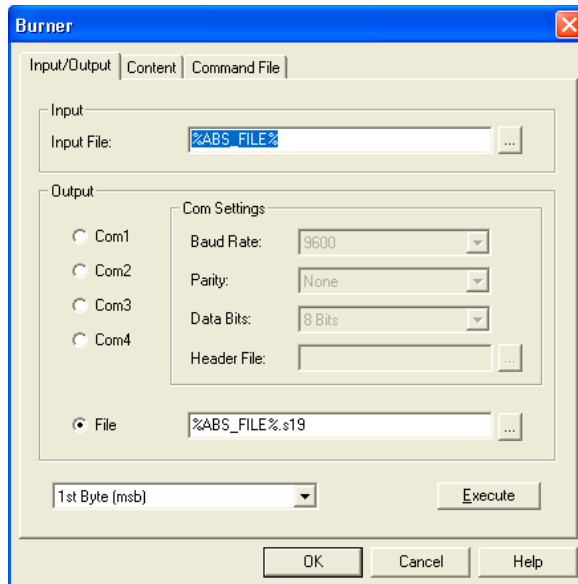 Burner
Input/Output Content Command File
Input
Input File: %ABS_FILE% ...
Output
Com Settings
Com1
Baud Rate: 9600
Com2
Parity: None
Com3
Data Bits: 8 Bits
Com4
Header File: ...
File %ABS_FILE%.s19 ...
1st Byte (msb) Execute
OK Cancel Help